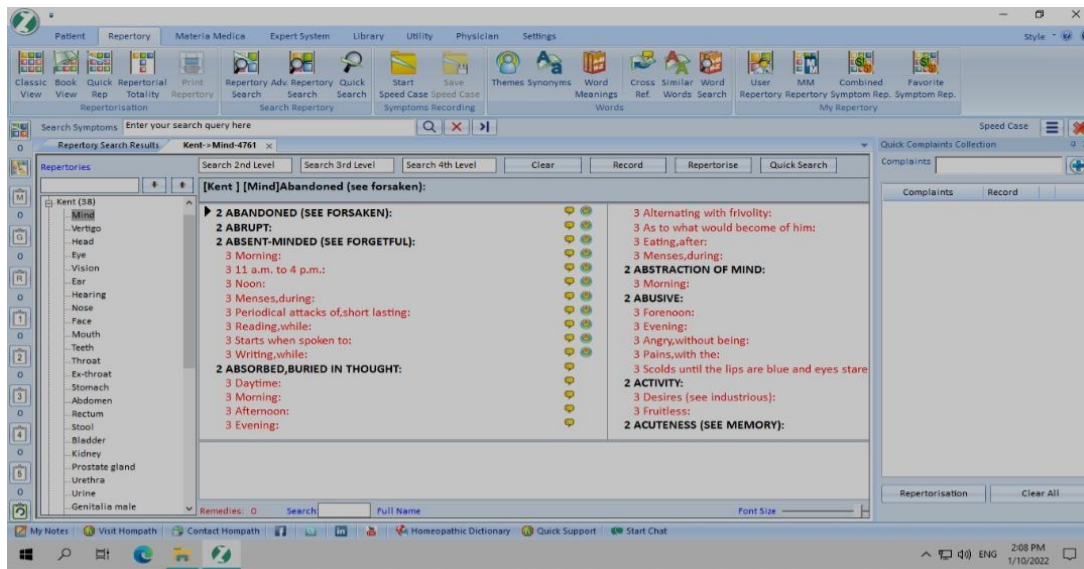 Patient Repertory Materia Medica Expert System Library Utility Physician Settings Style
Classic View Book View Quick Rep Repertorial Totality Print Repertory Repertory Search Adv. Repertory Search Quick Search Start Speed Case Save Speed Case Themes Synonyms Word Meanings Cross Ref. Similar Words Word Search User Repertory MM Repertory Combined Symptom Rep. Favorite Symptom Rep.
Repertorisation Search Repertory Symptoms Recording Words My Repertory
Search Symptoms Enter your search query here Speed Case
Repertory Search Results Kent->Mind-4761 Quick Complaints Collection
Repertories Search 2nd Level Search 3rd Level Search 4th Level Clear Record Repertorise Quick Search Complaints
[Kent ] [Mind]Abandoned (see forsaken):
Complaints Record
Kent (38)
Mind
Vertigo
Head
Eye
Vision
Ear
Hearing
Nose
Face
Mouth
Teeth
Throat
Ex-throat
Stomach
Abdomen
Rectum
Stool
Bladder
Kidney
Prostate gland
Urethra
Urine
Genitalia male
2 ABANDONED (SEE FORSAKEN):
2 ABRUPT:
2 ABSENT-MINDED (SEE FORGETFUL):
3 Morning:
3 11 a.m. to 4 p.m.:
3 Noon:
3 Menses,during:
3 Periodical attacks of,short lasting:
3 Reading,while:
3 Starts when spoken to:
3 Writing,while:
2 ABSORBED,BURIED IN THOUGHT:
3 Daytime:
3 Morning:
3 Afternoon:
3 Evening:
3 Alternating with frivolity:
3 As to what would become of him:
3 Eating,after:
3 Menses,during:
2 ABSTRACTION OF MIND:
3 Morning:
2 ABUSIVE:
3 Forenoon:
3 Evening:
3 Angry,without being:
3 Pains,with the:
3 Scolds until the lips are blue and eyes stare
2 ACTIVITY:
3 Desires (see industrious):
3 Fruitless:
2 ACUTENESS (SEE MEMORY):
0
M
0
G
0
R
0
1
0
2
0
3
0
4
0
5
0
Remedies: 0 Search Full Name Font Size
Repertorisation Clear All
My Notes Visit Hompath Contact Hompath Homeopathic Dictionary Quick Support Start Chat
ENG 2:08 PM
1/10/2022